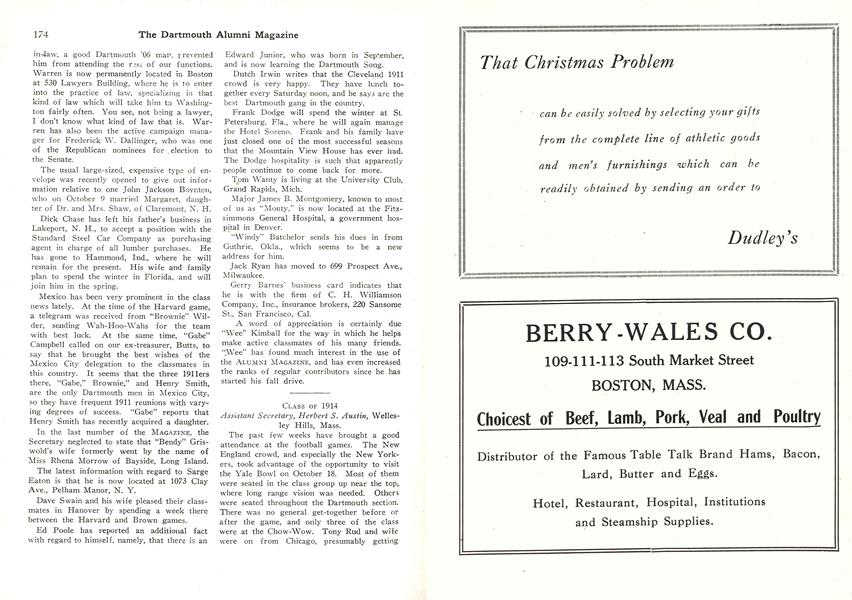 174
The Dartmouth Alumni Magazine
in-law, a good Dartmouth '06 man, prevented
him from attending the rest of our functions.
Warren is now permanently located in Boston
at 530 Lawyers Building, where he is to enter
into the practice of law, specializing in that
kind of law which will take him to Washing-
ton fairly often. You see, not being a lawyer,
I don't know what kind of law that is. War-
ren has also been the active campaign mana-
ger for Frederick W. Dallinger, who was one
of the Republican nominees for election to
the Senate.
The usual large-sized, expensive type of en-
velope was recently opened to give out infor-
mation relative to one John Jackson Boynton,
who on October 9 married Margaret, daugh-
ter of Dr. and Mrs. Shaw, of Claremont, N. H.
Dick Chase has left his father's business in
Lakeport, N. H., to accept a position with the
Standard Steel Car Company as purchasing
agent in charge of all lumber purchases. He
has gone to Hammond, Ind., where he will
remain for the present. His wife and family
plan to spend the winter in Florida, and will
join him in the spring.
Mexico has been very prominent in the class
news lately. At the time of the Harvard game,
a telegram was received from "Brownie" Wil-
der, sending Wah-Hoo-Wahs for the team
with best luck. At the same time, "Gabe"
Campbell called on our ex-treasurer, Butts, to
say that he brought the best wishes of the
Mexico City delegation to the classmates in
this country. It seems that the three 1911ers
there, "Gabe," Brownie," and Henry Smith,
are the only Dartmouth men in Mexico City,
so they have frequent 1911 reunions with vary-
ing degrees of success. "Gabe" reports that
Henry Smith has recently acquired a daughter.
In the last number of the MAGAZINE, the
Secretary neglected to state that "Bendy" Gris-
wold's wife formerly went by the name of
Miss Rhena Morrow of Bayside, Long Island.
The latest information with regard to Sarge
Eaton is that he is now located at 1073 Clay
Ave., Pelham Manor, N. Y.
Dave Swain and his wife pleased their class-
mates in Hanover by spending a week there
between the Harvard and Brown games.
Ed Poole has reported an additional fact
with regard to himself, namely, that there is an
Edward Junior, who was born in September,
and is now learning the Dartmouth Song.
Dutch Irwin writes that the Cleveland 1911
crowd is very happy. They have lunch to-
gether every Saturday noon, and he says are the
best Dartmouth gang in the country.
Frank Dodge will spend the winter at St.
Petersburg, Fla., where he will again manage
the Hotel Soreno. Frank and his family have
just closed one of the most successful seasons
that the Mountain View House has ever had.
The Dodge hospitality is such that apparently
people continue to come back for more.
Tom Wanty is living at the University Club,
Grand Rapids, Mich.
Major James B. Montgomery, known to most
of us as "Monty," is now located at the Fitz-
simmons General Hospital, a government hos-
pital in Denver.
"Windy" Batchelor sends his dues in from
Guthrie, Okla., which seems to be a new
address for him.
Jack Ryan has moved to 699 Prospect Ave.,
Milwaukee.
Gerry Barnes' business card indicates that
he is with the firm of C. H. Williamson
Company, Inc., insurance brokers, 220 Sansome
St., San Francisco, Cal.
A word of appreciation is certainly due
"Wee" Kimball for the way in which he helps
make active classmates of his many friends.
"Wee" has found much interest in the use of
the ALUMNI MAGAZINE, and has even increased
the ranks of regular contributors since he has
started his fall drive.
CLASS OF 1914
Assistant Secretary, Herbert S. Austin, Welles-
ley Hills, Mass.
The past few weeks have brought a good
attendance at the football games. The New
England crowd, and especially the New York-
ers, took advantage of the opportunity to visit
the Yale Bowl on October 18. Most of them
were seated in the class group up near the top,
where long range vision was needed. Others
were seated throughout the Dartmouth section.
There was no general get-together before or
after the game, and only three of the class
were at the Chow-Wow. Tony Rud and wife
were on from Chicago, presumably getting
That Christmas Problem
can be easily solved by selecting your gifts
from the complete line of athletic goods
and men's furnishings which can be
readily obtained by sending an order to
Dudley's
BERRY-WALES CO.
109-111-113 South Market Street
BOSTON, MASS.
Choicest of Beef, Lamb, Pork, Veal and Poultry
Distributor of the Famous Table Talk Brand Hams, Bacon,
Lard, Butter and Eggs.
Hotel, Restaurant, Hospital, Institutions
and Steamship Supplies.